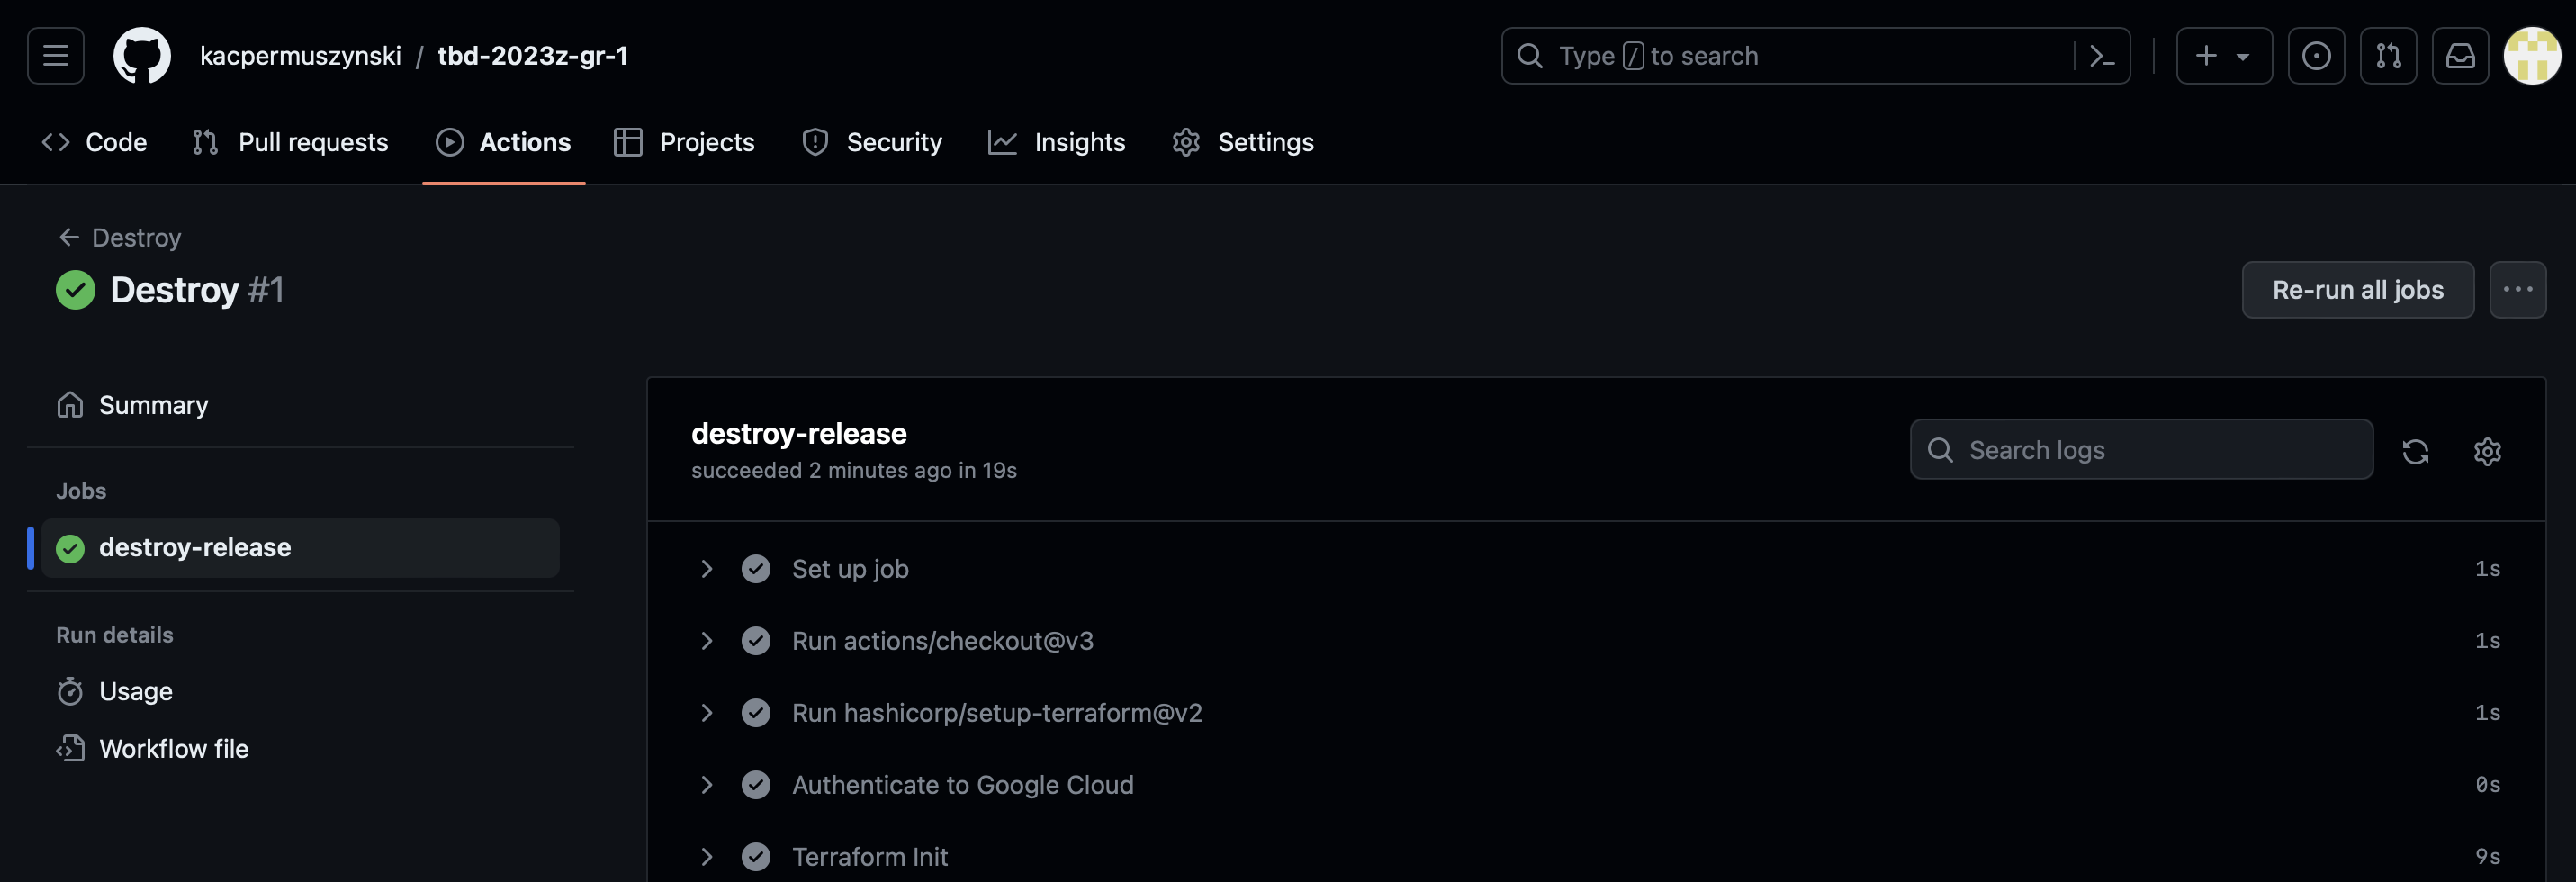 kacpermuszynski / tbd-2023z-gr-1
Type / to search
Code Pull requests Actions Projects Security Insights Settings
Destroy
Destroy #1
Re-run all jobs
Summary
Jobs
destroy-release
Run details
Usage
Workflow file
destroy-release
succeeded 2 minutes ago in 19s
Search logs
Set up job 1s
Run actions/checkout@v3 1s
Run hashicorp/setup-terraform@v2 1s
Authenticate to Google Cloud 0s
Terraform Init 9s